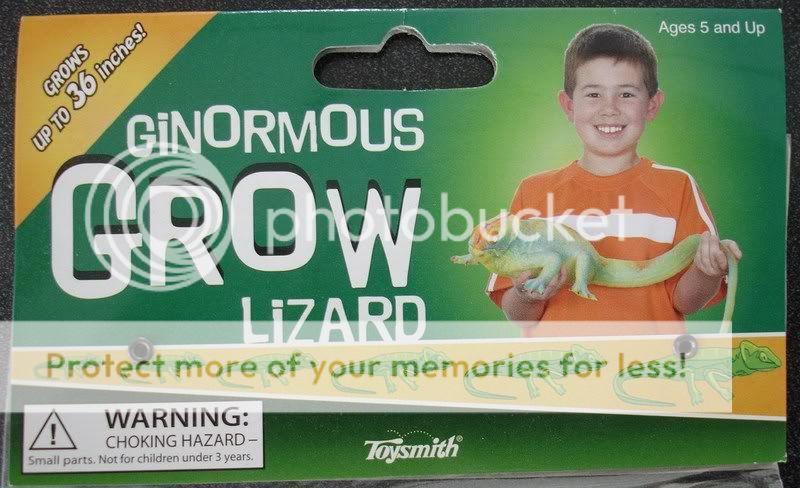 GROWS
UP TO 36 inches!
Ages 5 and Up
GiNORMOUS
GROW
LiZARD
photobucket
Protect more of your memories for less!
WARNING:
CHOKING HAZARD –
Small parts. Not for children under 3 years.
Toysmith®